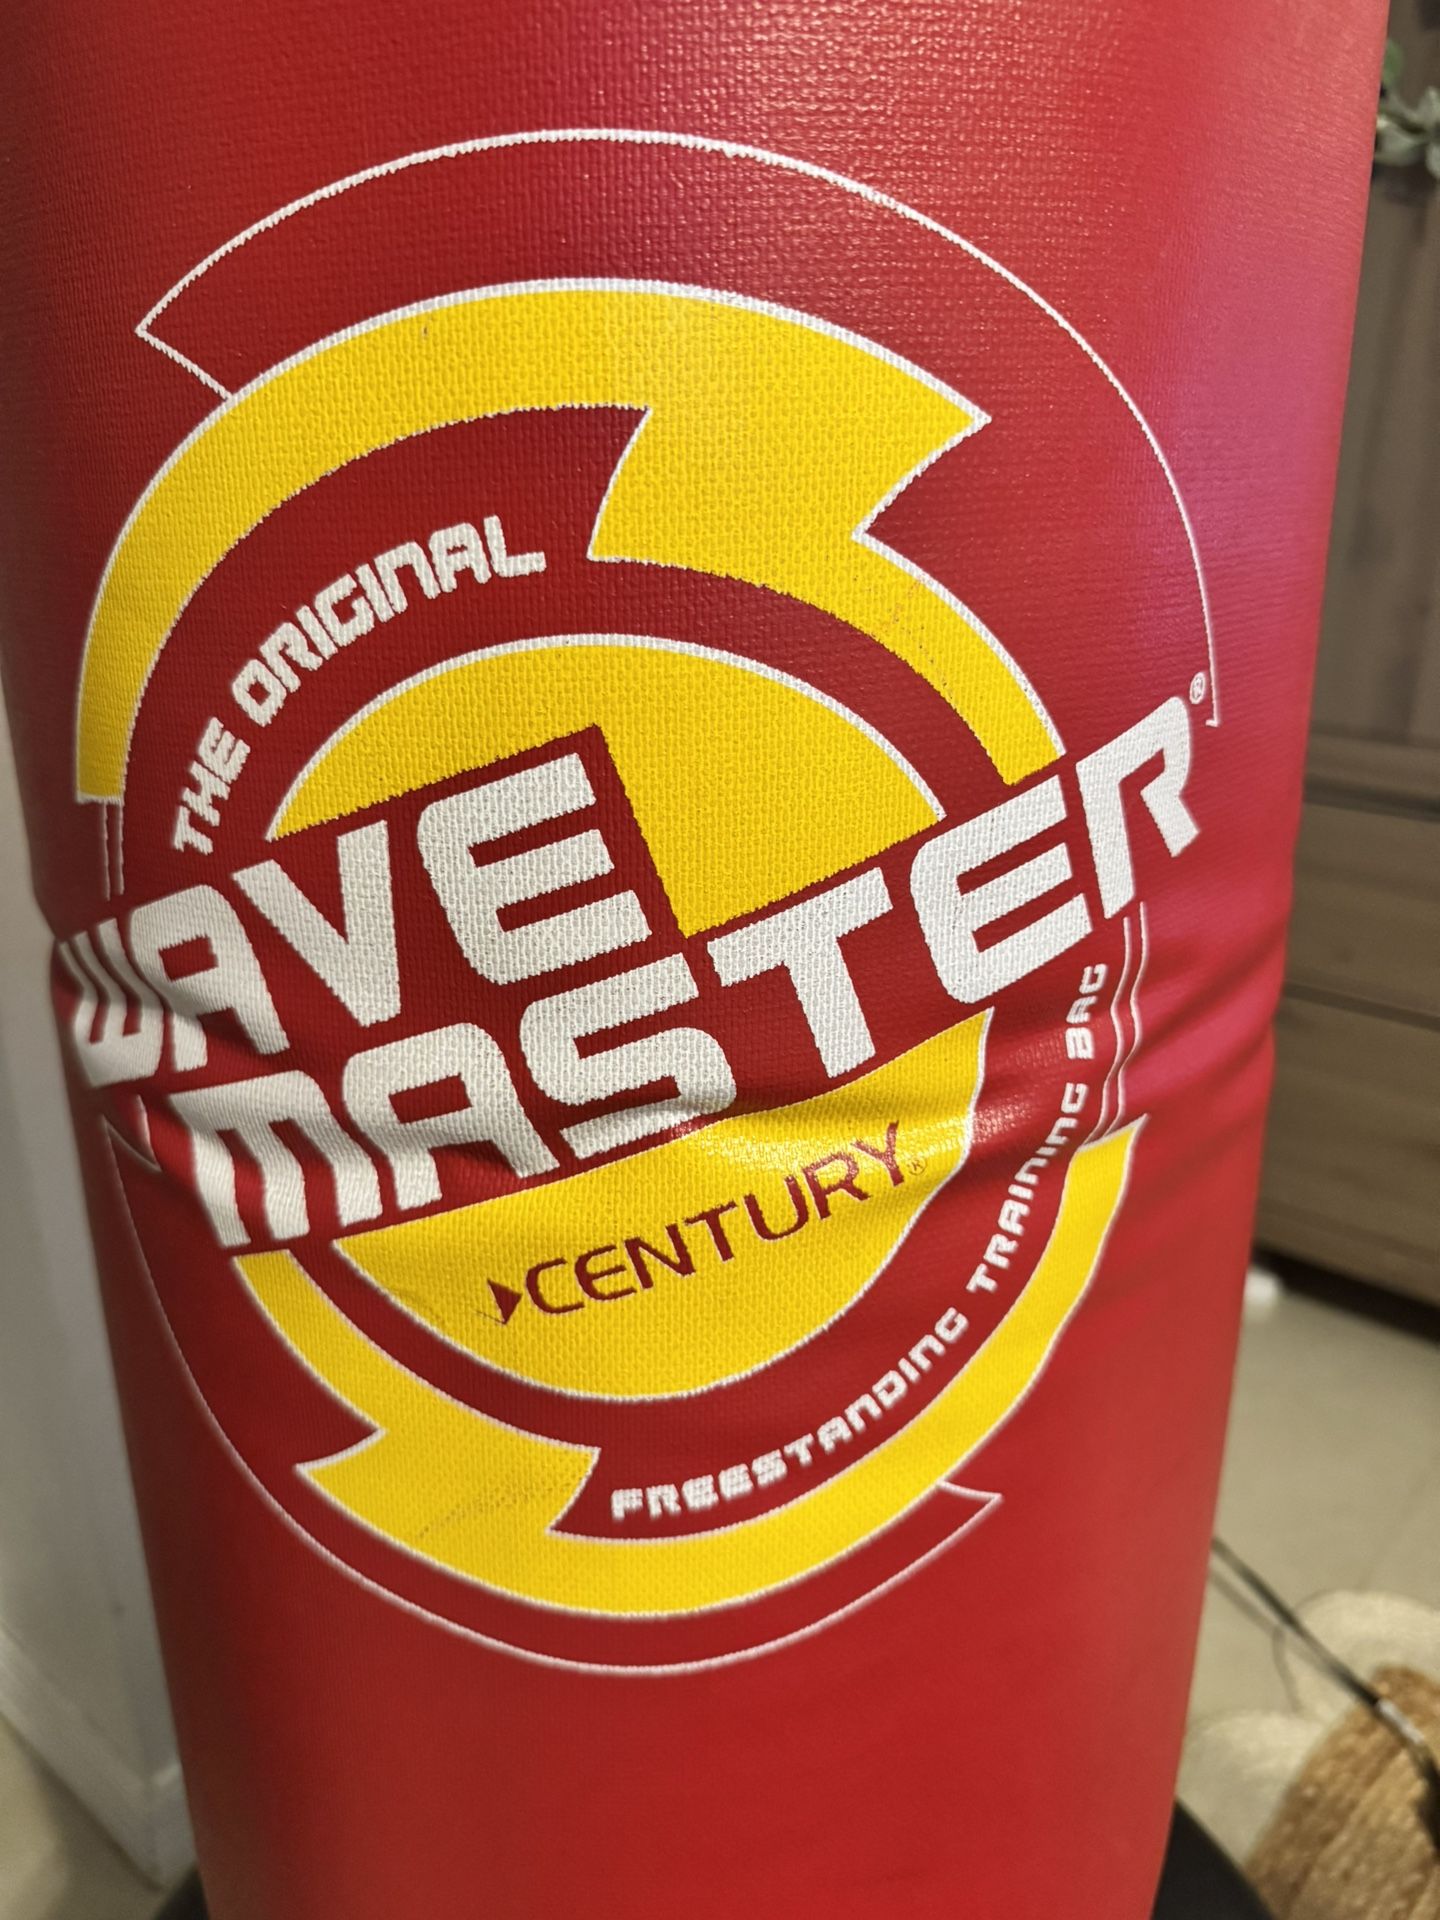 THE ORIGINAL
WAVE
MASTER®
CENTURY®
FREESTANDING TRAINING BAG